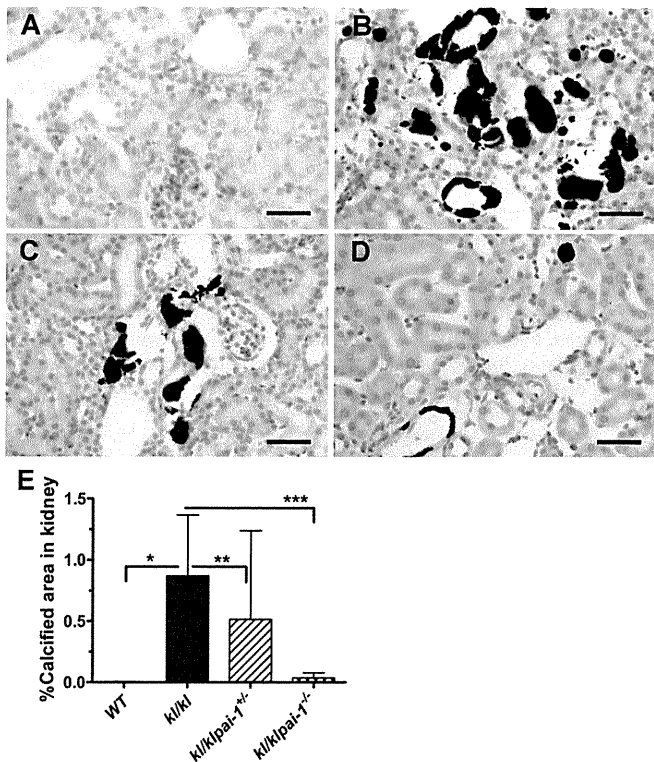 A
B
C
D
E
%Calcified area in kidney
1.5
1.0
0.5
0.0
*
**
***
WT
kl/kl
kl/klpai-1+/-
kl/klpai-1-/-